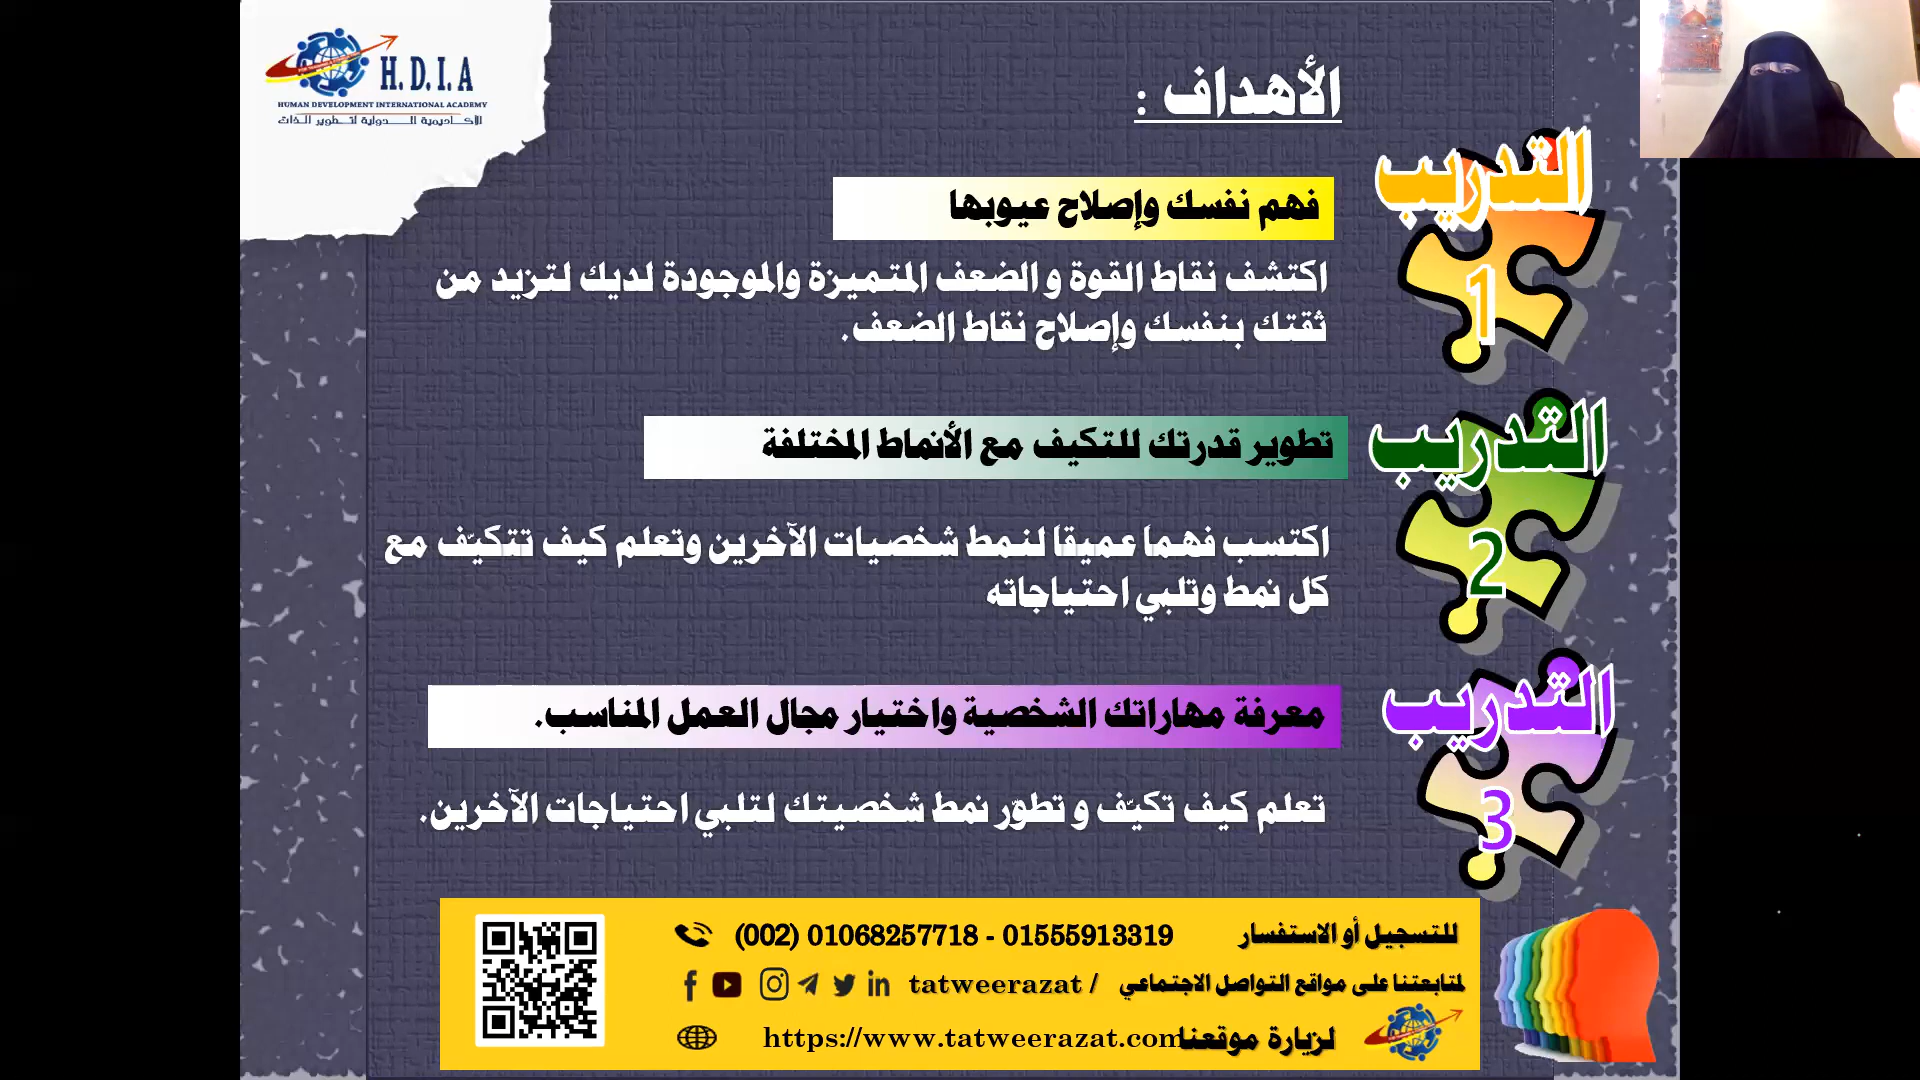 H.D.I.A
HUMAN DEVELOPMENT INTERNATIONAL ACADEMY
الأكاديمية الدولية لتطوير الذات
الأهداف :
التدريب
1
فهم نفسك وإصلاح عيوبها
اكتشف نقاط القوة و الضعف المتميزة والموجودة لديك لتزيد من
ثقتك بنفسك وإصلاح نقاط الضعف.
التدريب
2
تطوير قدرتك للتكيف مع الأنماط المختلفة
اكتسب فهماً عميقاً لنمط شخصيات الآخرين وتعلم كيف تتكيّف مع
كل نمط وتلبي احتياجاته
التدريب
3
معرفة مهاراتك الشخصية واختيار مجال العمل المناسب.
تعلم كيف تكيّف و تطوّر نمط شخصيتك لتلبي احتياجات الآخرين.
للتسجيل أو الاستفسار (002) 01068257718 - 01555913319
لمتابعتنا على مواقع التواصل الاجتماعي / tatweerazat
لزيارة موقعنا https://www.tatweerazat.com